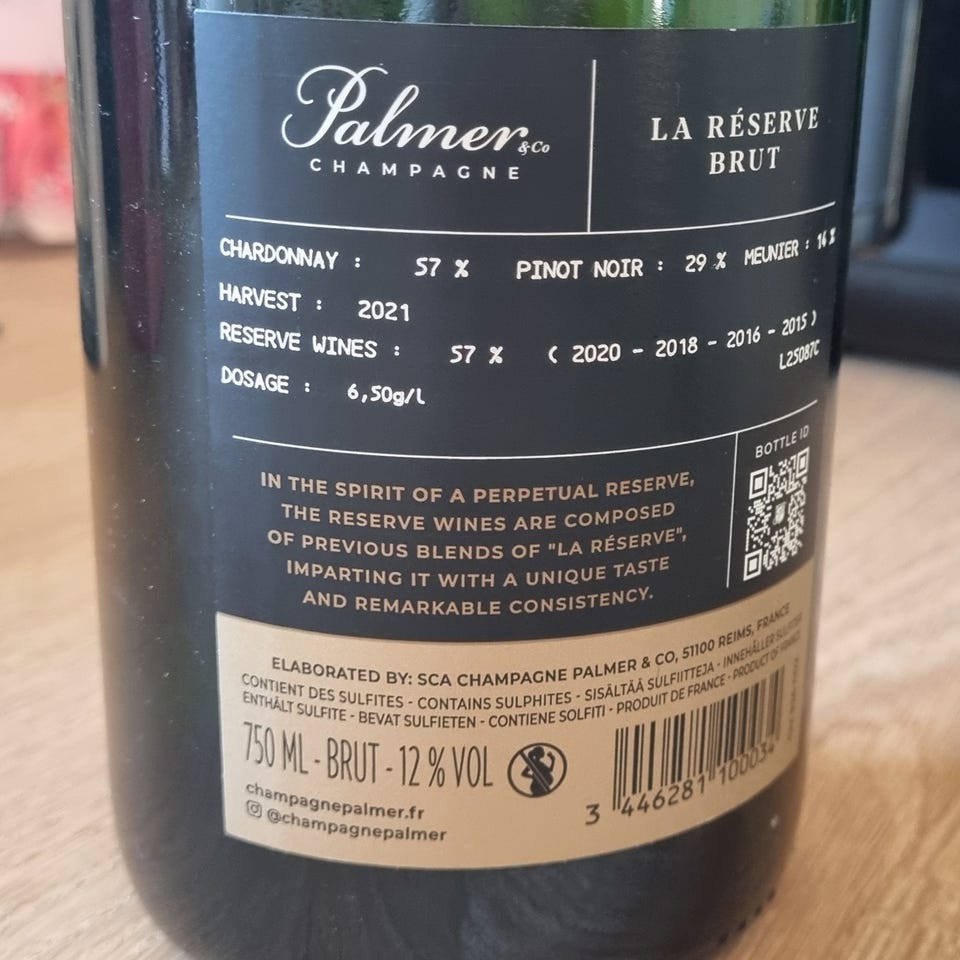 Palmer &Co
CHAMPAGNE
LA RÉSERVE
BRUT
CHARDONNAY : 57 % PINOT NOIR : 29 % MEUNIER : 14 %
HARVEST : 2021
RESERVE WINES : 57 % ( 2020 - 2018 - 2016 - 2015 )
L25087C
DOSAGE : 6,50g/l
IN THE SPIRIT OF A PERPETUAL RESERVE,
THE RESERVE WINES ARE COMPOSED
OF PREVIOUS BLENDS OF "LA RÉSERVE",
IMPARTING IT WITH A UNIQUE TASTE
AND REMARKABLE CONSISTENCY.
BOTTLE ID
ELABORATED BY: SCA CHAMPAGNE PALMER & CO, 51100 REIMS, FRANCE
CONTIENT DES SULFITES - CONTAINS SULPHITES - SISÄLTÄÄ SULFIITTEJA - INNEHÅLLER SULFITER
ENTHÄLT SULFITE - BEVAT SULFIETEN - CONTIENE SOLFITI - PRODUIT DE FRANCE - PRODUCT OF FRANCE
750 ML - BRUT - 12 % VOL
champagnepalmer.fr
@champagnepalmer
3 446281 100034